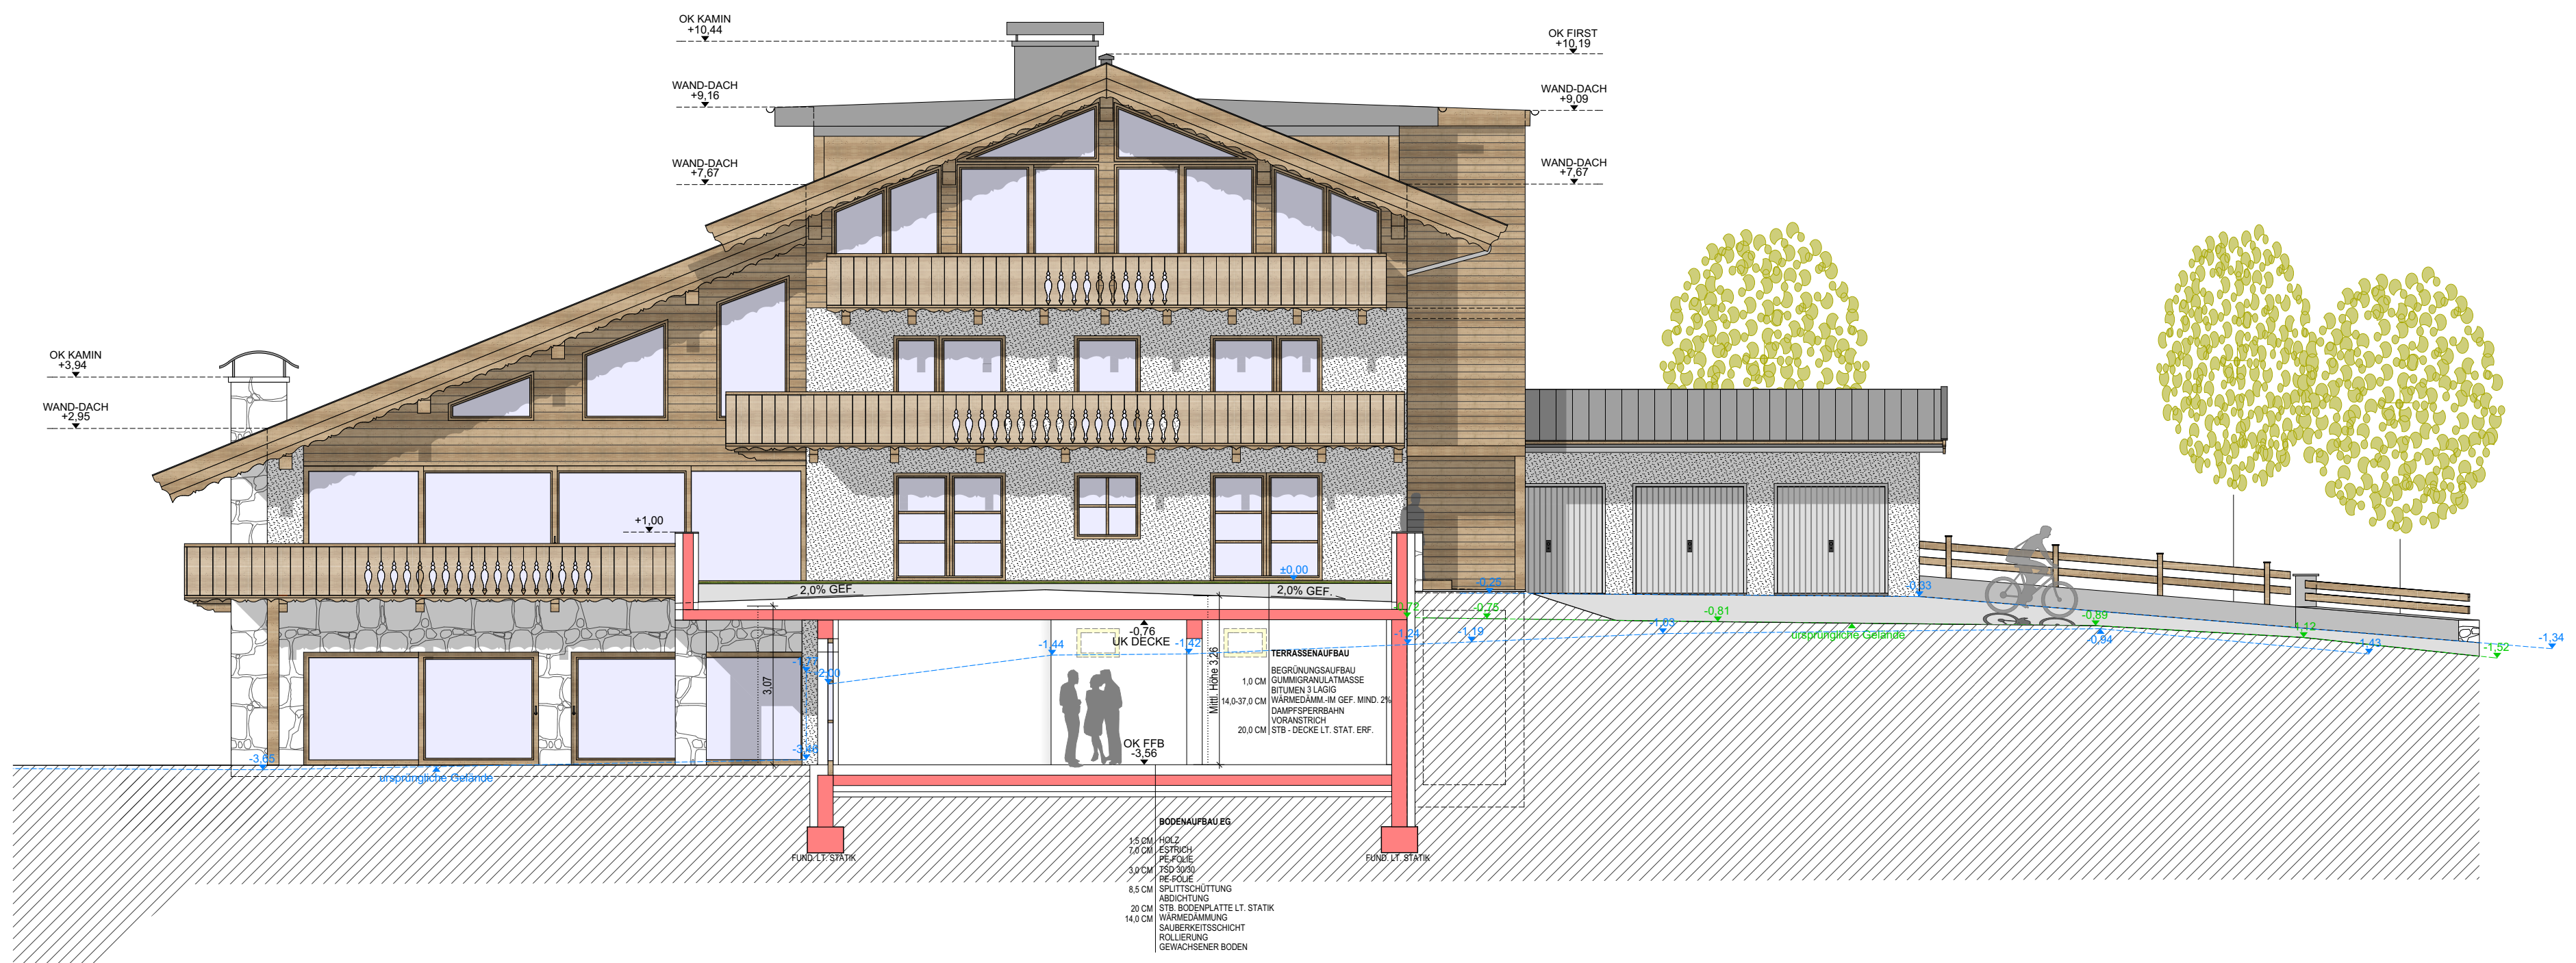 OK KAMIN
+10,44
OK FIRST
+10,19
WAND-DACH
+9,16
WAND-DACH
+9,09
WAND-DACH
+7,67
WAND-DACH
+7,67
OK KAMIN
+3,94
WAND-DACH
+2,95
+1,00
±0,00
2,0% GEF.
2,0% GEF.
-0,25
-0,33
-0,72
-0,75
-0,81
-0,89
-0,94
-1,12
-1,24
-1,19
-1,03
ursprüngliche Gelände
-1,43
-1,34
-1,52
-0,76
UK DECKE
-1,44
-1,42
-2,00
3,07
Mittl. Höhe 3,26
TERRASSENAUFBAU
BEGRÜNUNGSAUFBAU
1,0 CM GUMMIGRANULATMASSE
BITUMEN 3 LAGIG
14,0-37,0 CM WÄRMEDÄMM.-IM GEF. MIND. 2%
DAMPFSPERRBAHN
VORANSTRICH
20,0 CM STB - DECKE LT. STAT. ERF.
OK FFB
-3,56
-3,65
ursprüngliche Gelände
FUND. LT. STATIK
FUND. LT. STATIK
BODENAUFBAU EG
1,5 CM HOLZ
7,0 CM ESTRICH
PE-FOLIE
3,0 CM TSD 30/30
PE-FOLIE
8,5 CM SPLITTSCHÜTTUNG
ABDICHTUNG
20 CM STB. BODENPLATTE LT. STATIK
14,0 CM WÄRMEDÄMMUNG
SAUBERKEITSSCHICHT
ROLLIERUNG
GEWACHSENER BODEN